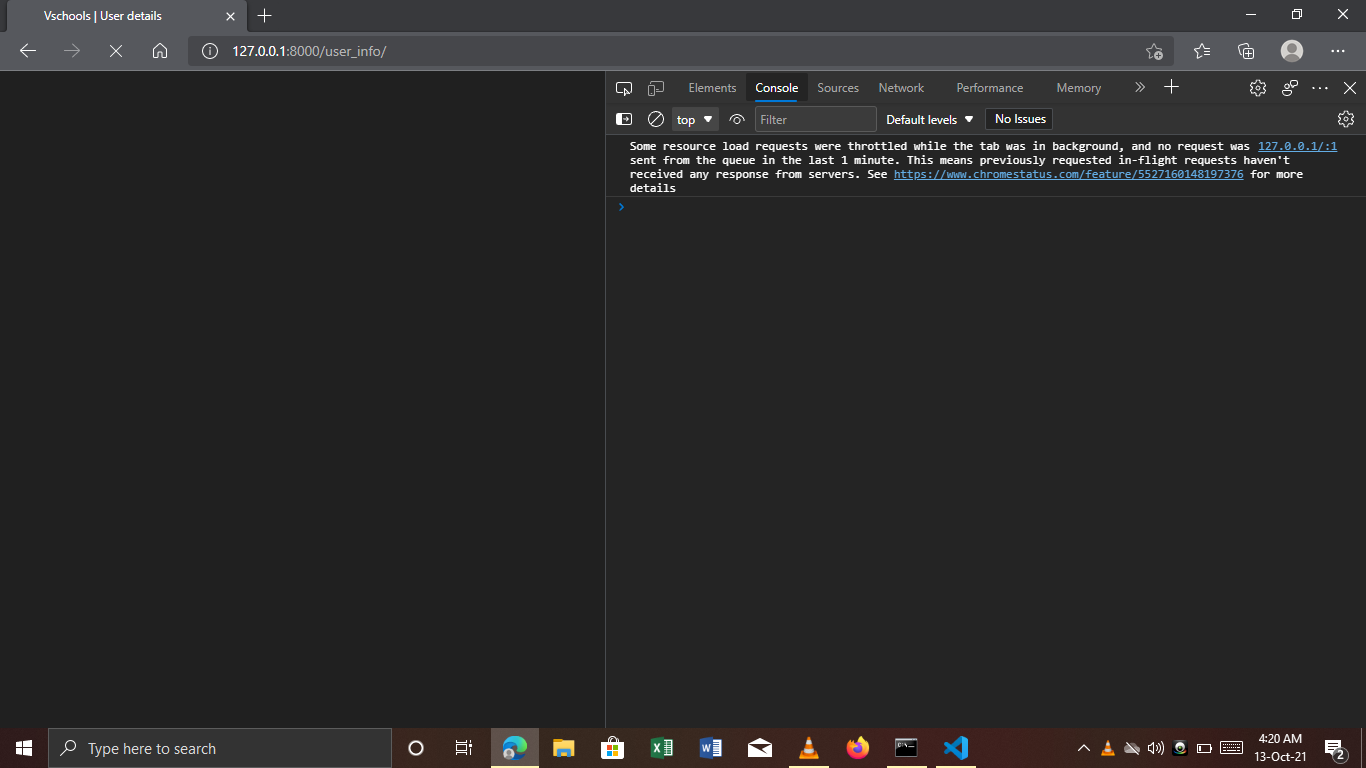 Vschools | User details
127.0.0.1:8000/user_info/
Elements Console Sources Network Performance Memory
top Filter Default levels No Issues
Some resource load requests were throttled while the tab was in background, and no request was 127.0.0.1/:1
sent from the queue in the last 1 minute. This means previously requested in-flight requests haven't
received any response from servers. See https://www.chromestatus.com/feature/5527160148197376 for more
details
Type here to search
4:20 AM
13-Oct-21
2